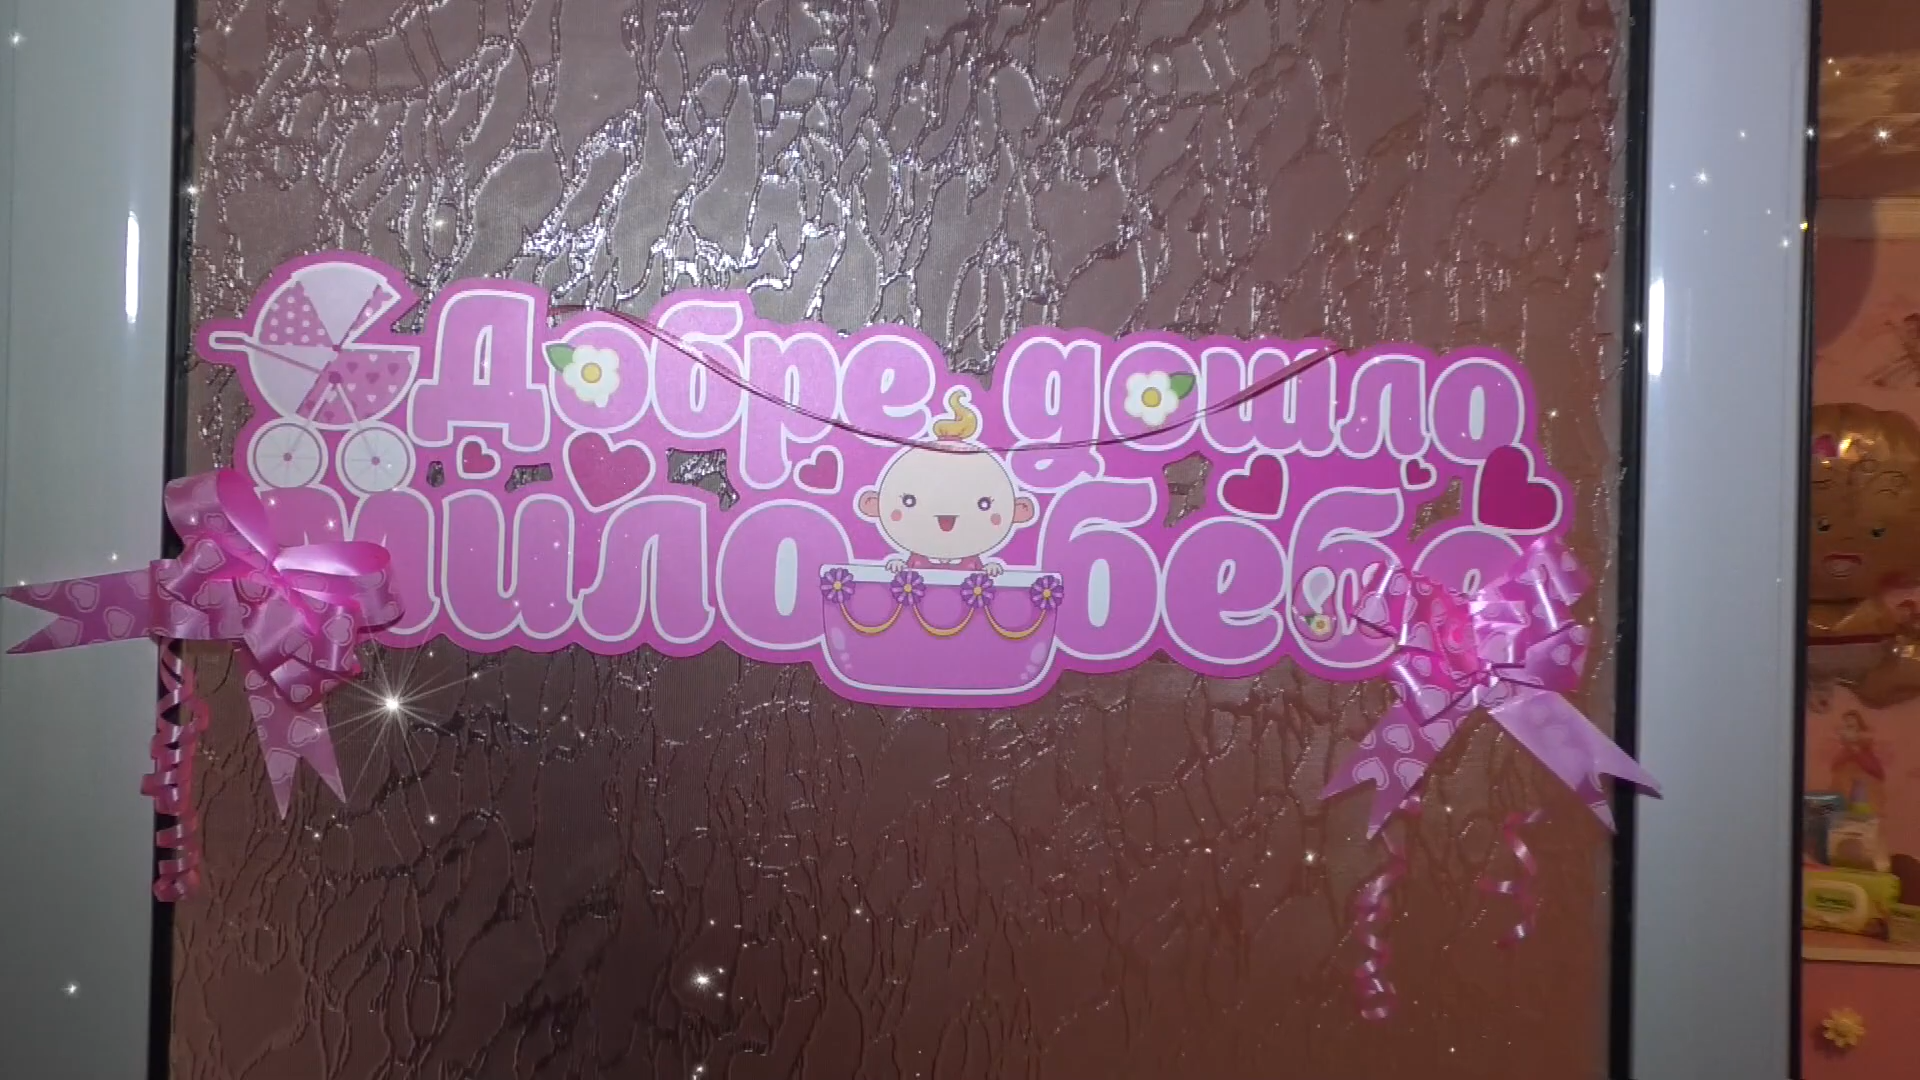 Добре дошло
мило бебе